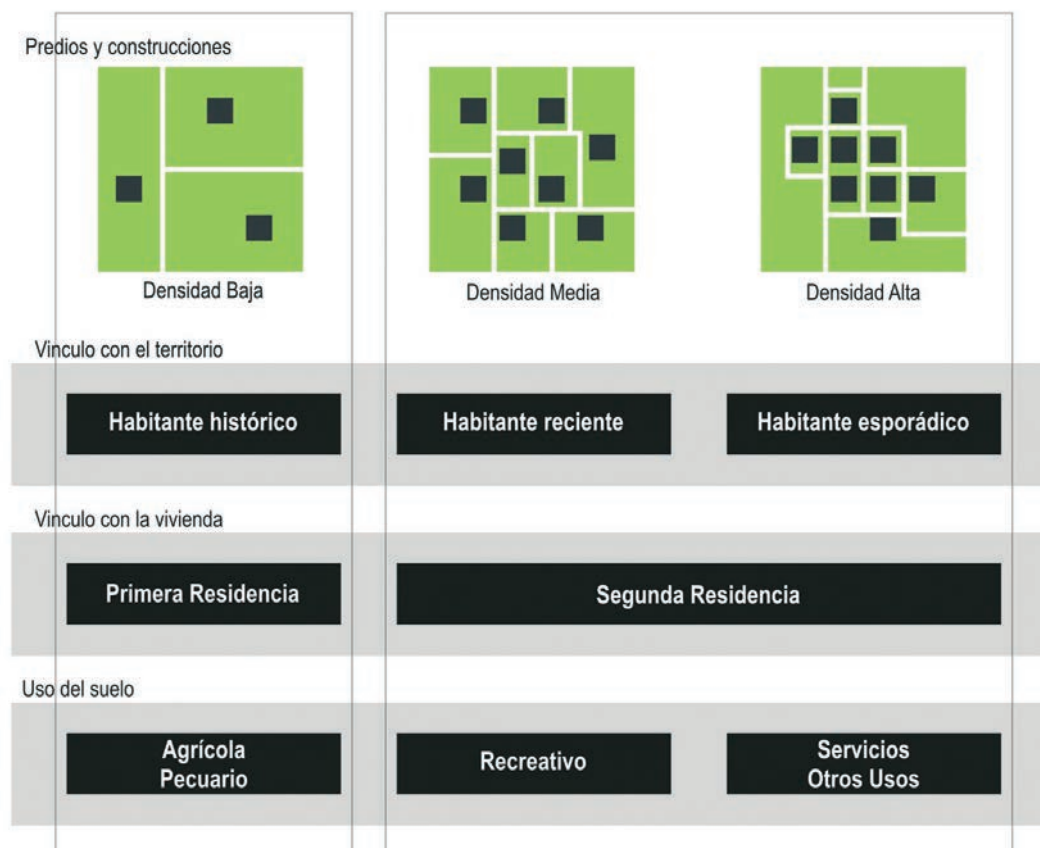 Predios y construcciones
Densidad Baja
Densidad Media
Densidad Alta
Vinculo con el territorio
Habitante histórico
Habitante reciente
Habitante esporádico
Vinculo con la vivienda
Primera Residencia
Segunda Residencia
Uso del suelo
Agrícola
Pecuario
Recreativo
Servicios
Otros Usos